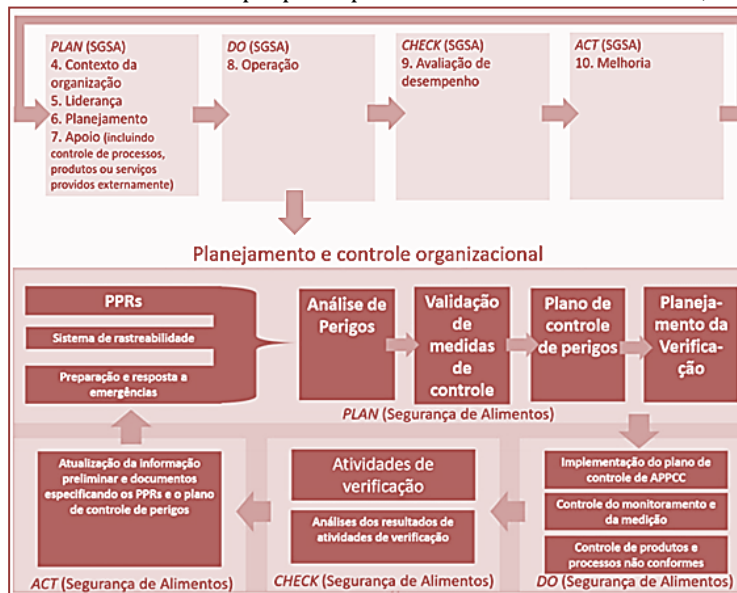 PLAN (SGSA)
4. Contexto da
organização
5. Liderança
6. Planejamento
7. Apoio (incluindo
controle de processos,
produtos ou serviços
providos externamente)
DO (SGSA)
8. Operação
CHECK (SGSA)
9. Avaliação de
desempenho
ACT (SGSA)
10. Melhoria
Planejamento e controle organizacional
PPRs
Sistema de rastreabilidade
Preparação e resposta a
emergências
Análise de
Perigos
Validação
de
medidas de
controle
Plano de
controle
de perigos
Planeja-
mento da
Verifica-
ção
PLAN (Segurança de Alimentos)
Atualização da informação
preliminar e documentos
especificando os PPRs e o plano
de controle de perigos
ACT (Segurança de Alimentos)
Atividades de
verificação
Análises dos resultados de
atividades de verificação
CHECK (Segurança de Alimentos)
Implementação do plano de
controle de APPCC
Controle do monitoramento e
da medição
Controle de produtos e
processos não conformes
DO (Segurança de Alimentos)